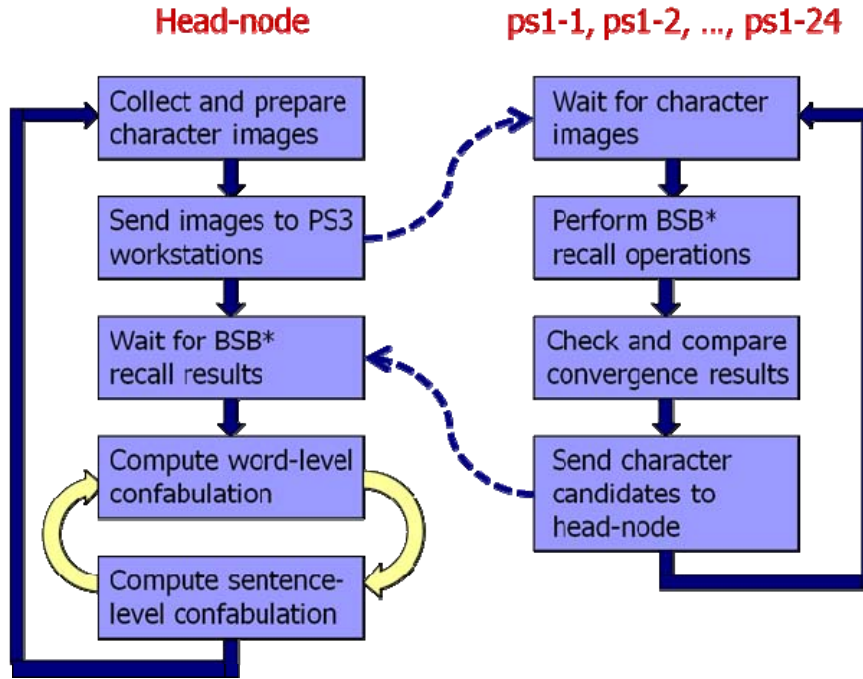 Head-node
Collect and prepare
character images
Send images to PS3
workstations
Wait for BSB*
recall results
Compute word-level
confabulation
Compute sentence-
level confabulation
ps1-1, ps1-2, ..., ps1-24
Wait for character
images
Perform BSB*
recall operations
Check and compare
convergence results
Send character
candidates to
head-node